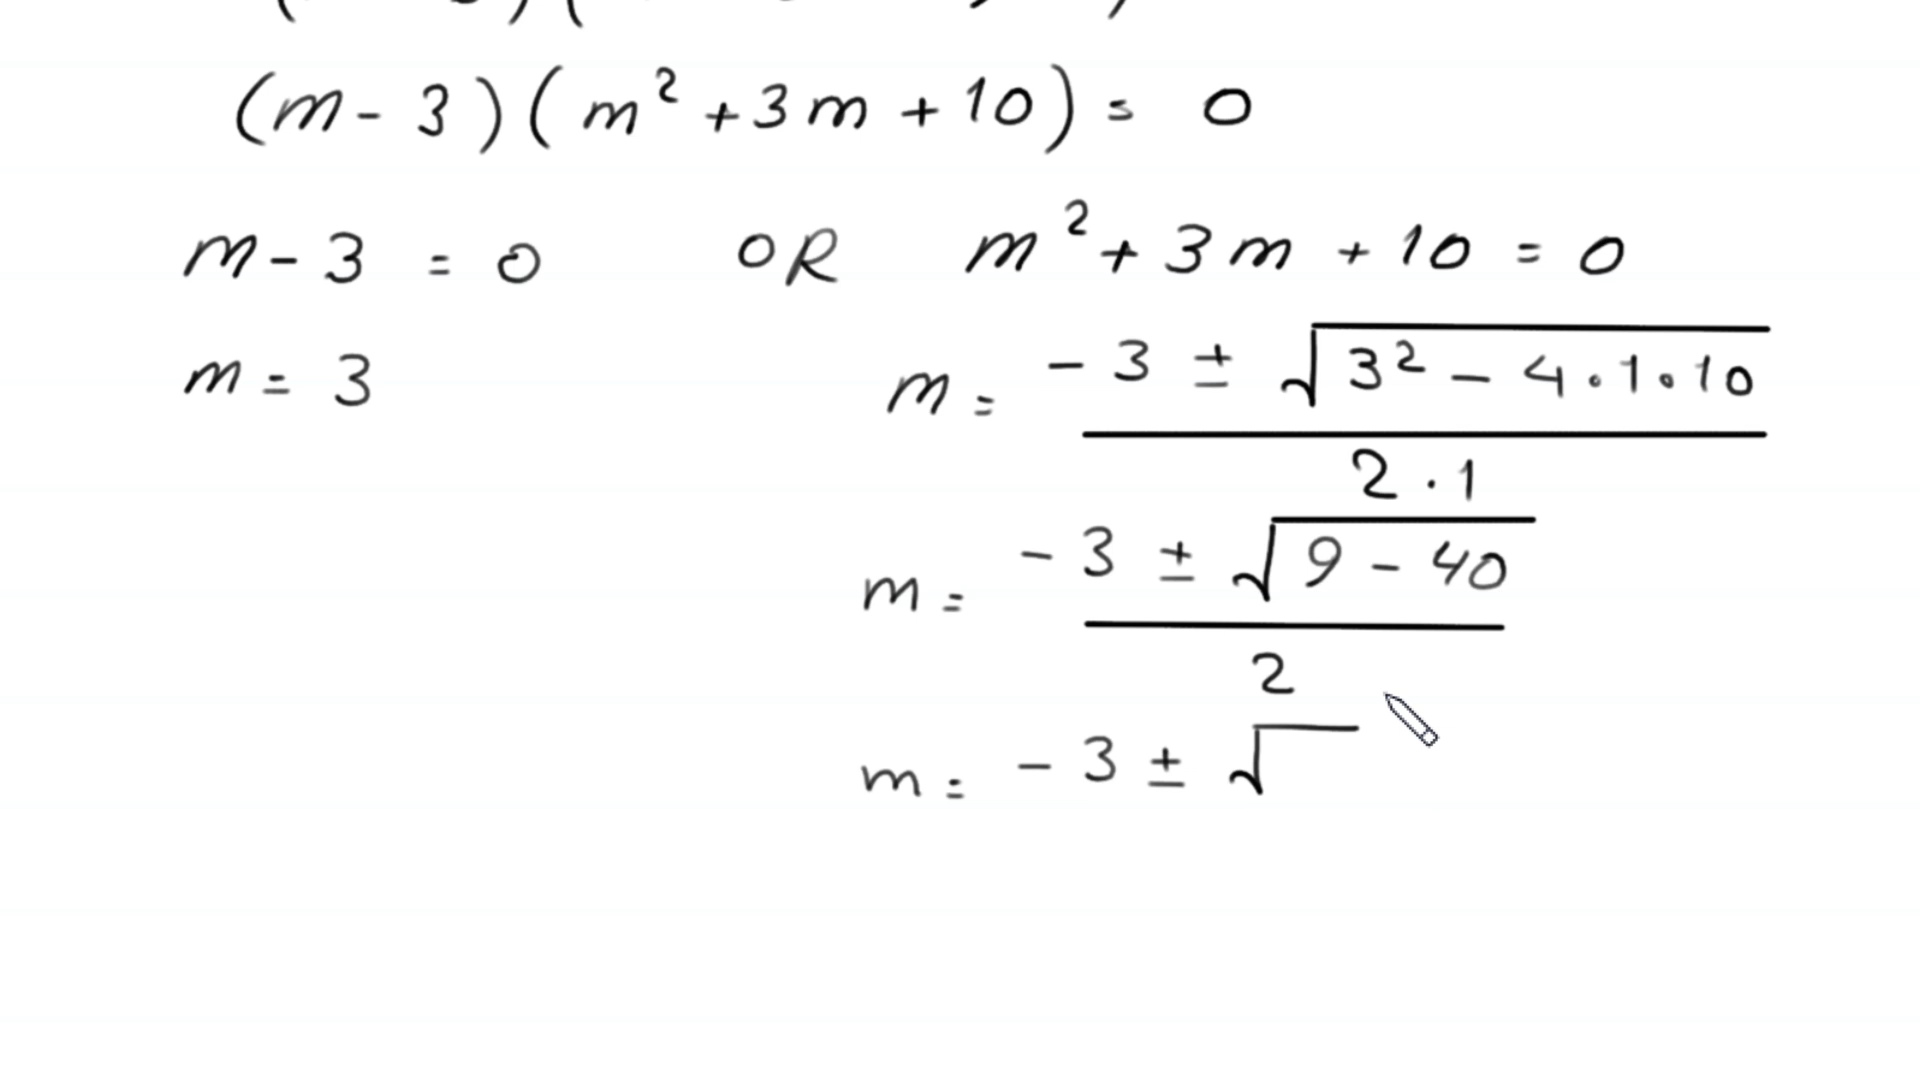 (m - 3)(m² + 3m + 10) = 0
m - 3 = 0 OR m² + 3m + 10 = 0
m = 3
m = (-3 ± √(3² - 4·1·10)) / (2·1)
m = (-3 ± √(9 - 40)) / 2
m = -3 ± √